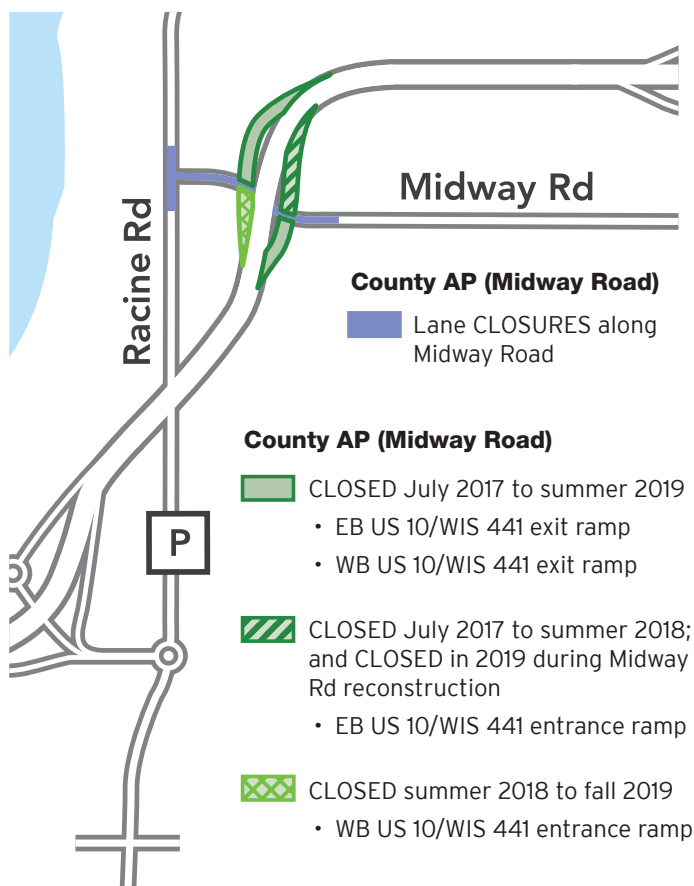 Racine Rd
Midway Rd
County AP (Midway Road)
Lane CLOSURES along
Midway Road
County AP (Midway Road)
CLOSED July 2017 to summer 2019
• EB US 10/WIS 441 exit ramp
• WB US 10/WIS 441 exit ramp
P
CLOSED July 2017 to summer 2018;
and CLOSED in 2019 during Midway
Rd reconstruction
• EB US 10/WIS 441 entrance ramp
CLOSED summer 2018 to fall 2019
• WB US 10/WIS 441 entrance ramp